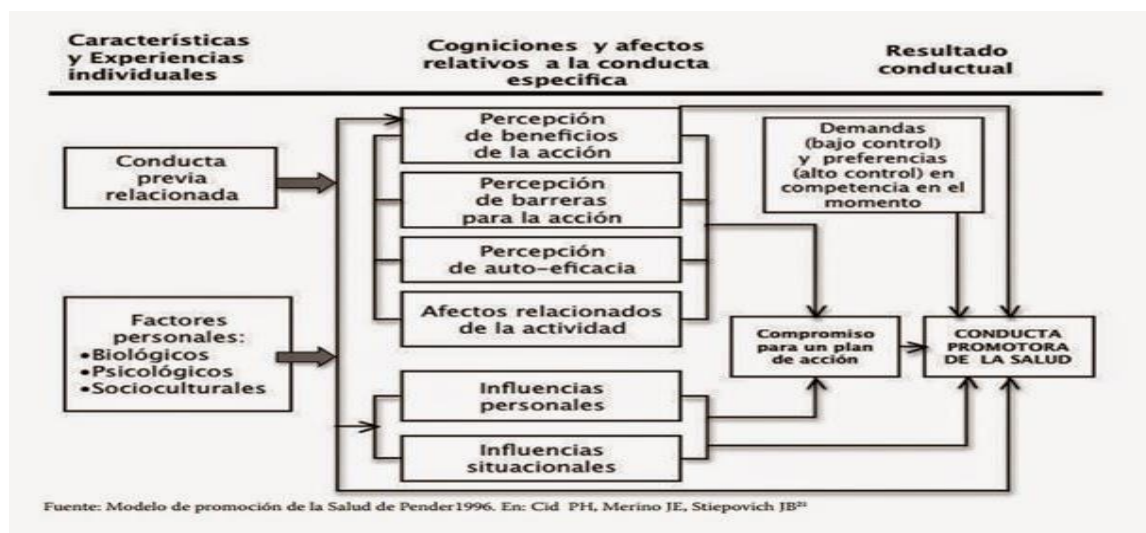 Características
y Experiencias
individuales
Cogniciones y afectos
relativos a la conducta
especifica
Resultado
conductual
Conducta
previa
relacionada
Factores
personales:
•Biológicos
•Psicológicos
•Socioculturales
Percepción
de beneficios
de la acción
Percepción
de barreras
para la acción
Percepción
de auto-eficacia
Afectos relacionados
de la actividad
Influencias
personales
Influencias
situacionales
Demandas
(bajo control)
y preferencias
(alto control) en
competencia en el
momento
Compromiso
para un plan
de acción
CONDUCTA
PROMOTORA
DE LA SALUD
Fuente: Modelo de promoción de la Salud de Pender1996. En: Cid PH, Merino JE, Stiepovich JB